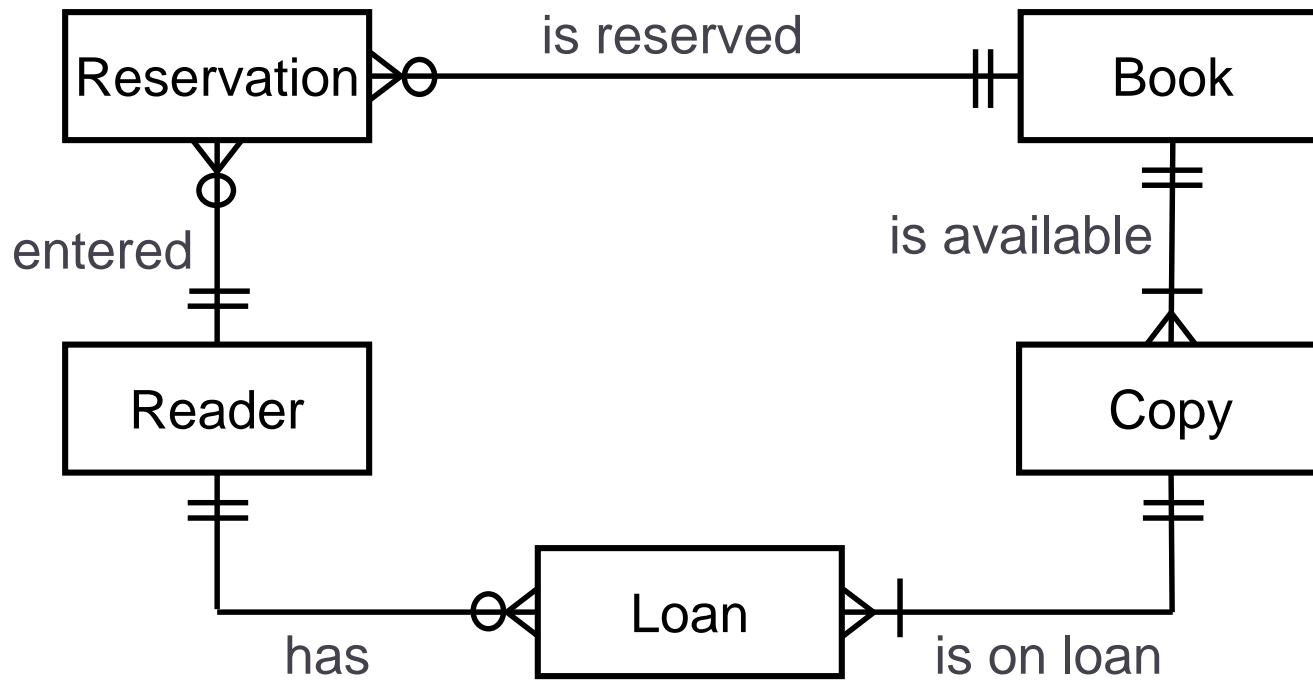 is reserved
Reservation
Book
entered
is available
Reader
Copy
Loan
has
is on loan